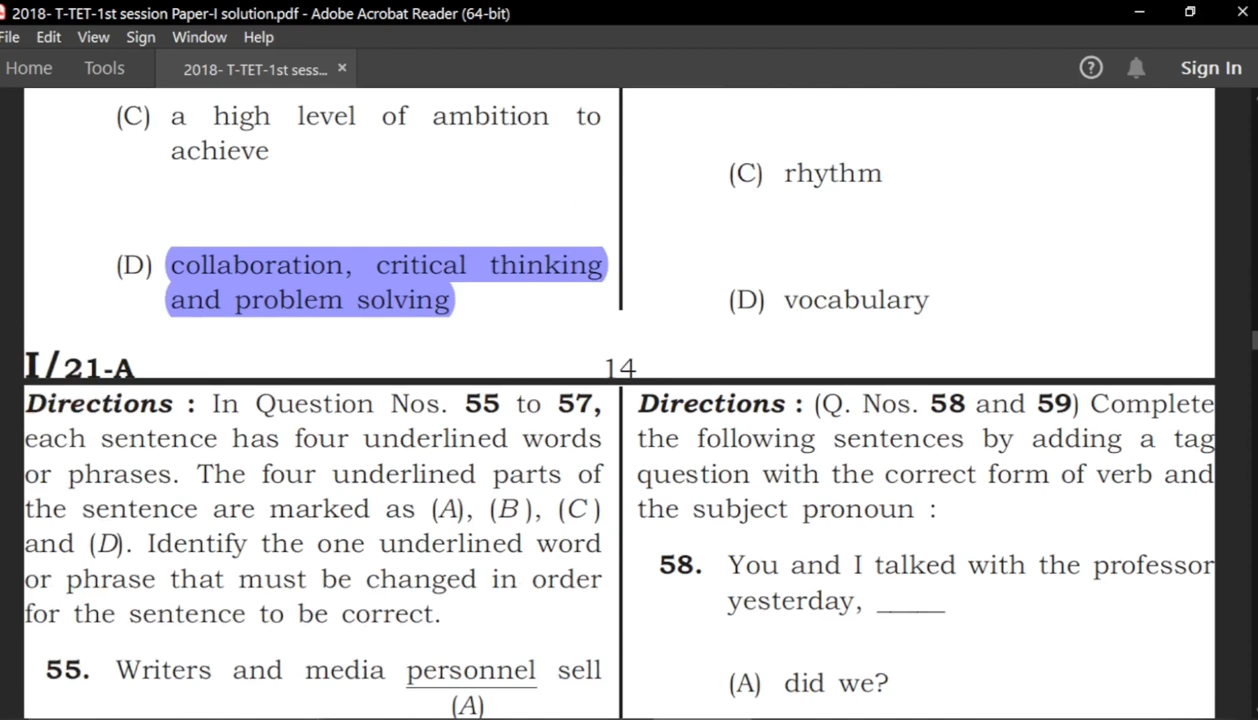 2018- T-TET-1st session Paper-I solution.pdf - Adobe Acrobat Reader (64-bit)
File Edit View Sign Window Help
Home Tools 2018- T-TET-1st sess... × Sign In
(C) a high level of ambition to
achieve
(D) collaboration, critical thinking
and problem solving
(C) rhythm
(D) vocabulary
I/21-A 14
Directions : In Question Nos. 55 to 57,
each sentence has four underlined words
or phrases. The four underlined parts of
the sentence are marked as (A), (B), (C)
and (D). Identify the one underlined word
or phrase that must be changed in order
for the sentence to be correct.
55. Writers and media personnel sell
(A)
Directions : (Q. Nos. 58 and 59) Complete
the following sentences by adding a tag
question with the correct form of verb and
the subject pronoun :
58. You and I talked with the professor
yesterday, _____
(A) did we?